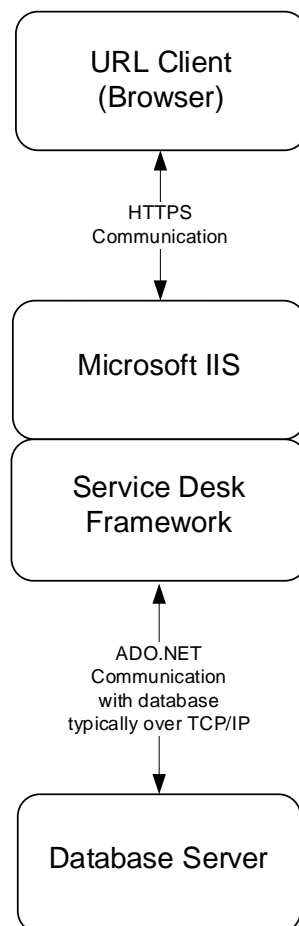 URL Client
(Browser)
HTTPS
Communication
Microsoft IIS
Service Desk
Framework
ADO.NET
Communication
with database
typically over TCP/IP
Database Server